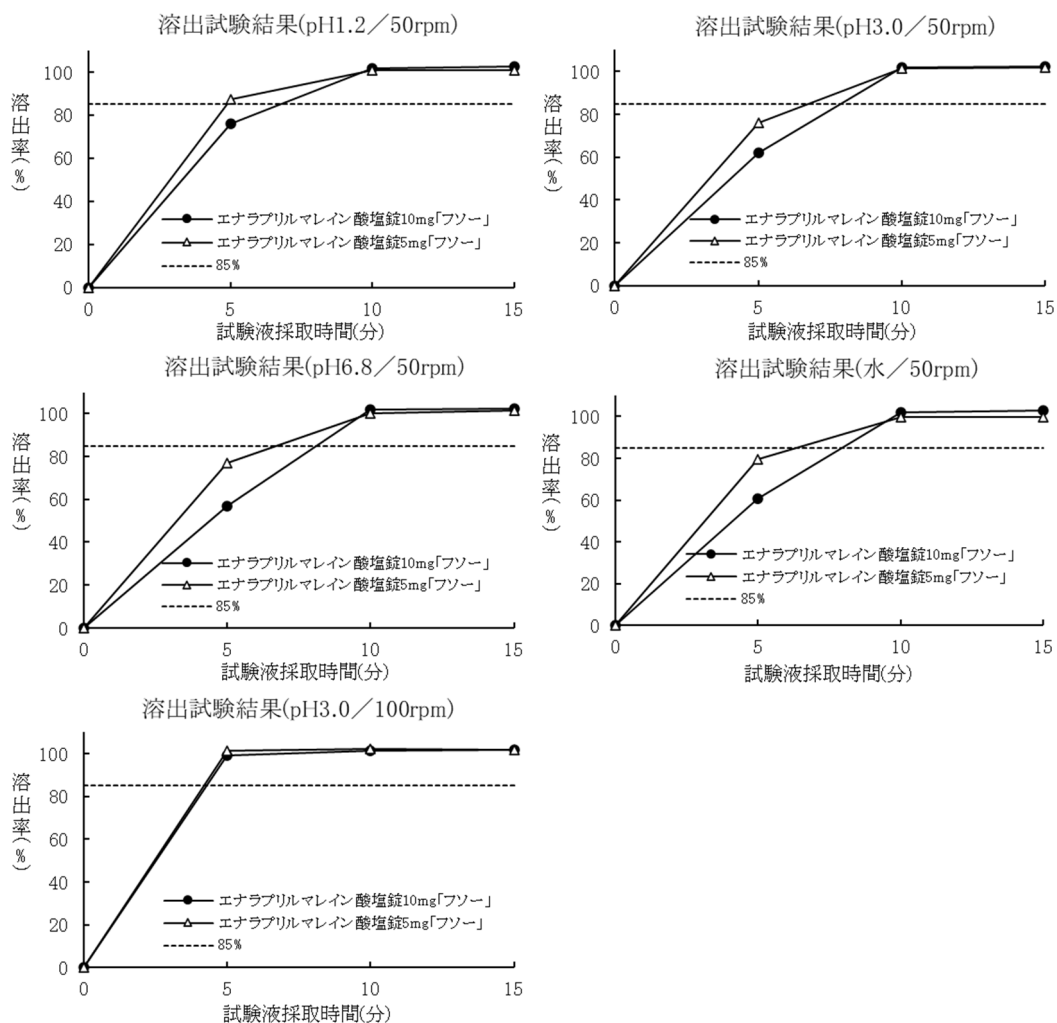 溶出試験結果(pH1.2／50rpm)
溶出率(%)
100
80
60
40
20
0
エナラプリルマレイン酸塩錠10mg「フソー」
エナラプリルマレイン酸塩錠5mg「フソー」
85%
0 5 10 15
試験液採取時間(分)
溶出試験結果(pH3.0／50rpm)
溶出率(%)
100
80
60
40
20
0
エナラプリルマレイン酸塩錠10mg「フソー」
エナラプリルマレイン酸塩錠5mg「フソー」
85%
0 5 10 15
試験液採取時間(分)
溶出試験結果(pH6.8／50rpm)
溶出率(%)
100
80
60
40
20
0
エナラプリルマレイン酸塩錠10mg「フソー」
エナラプリルマレイン酸塩錠5mg「フソー」
85%
0 5 10 15
試験液採取時間(分)
溶出試験結果(水／50rpm)
溶出率(%)
100
80
60
40
20
0
エナラプリルマレイン酸塩錠10mg「フソー」
エナラプリルマレイン酸塩錠5mg「フソー」
85%
0 5 10 15
試験液採取時間(分)
溶出試験結果(pH3.0／100rpm)
溶出率(%)
100
80
60
40
20
0
エナラプリルマレイン酸塩錠10mg「フソー」
エナラプリルマレイン酸塩錠5mg「フソー」
85%
0 5 10 15
試験液採取時間(分)